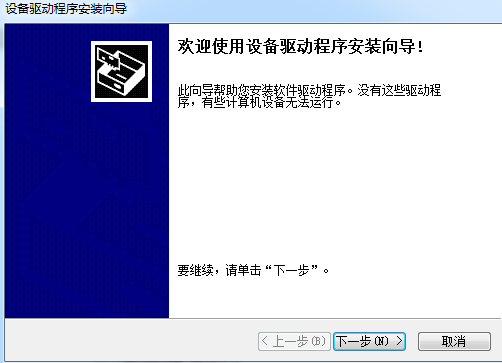 设备驱动程序安装向导
欢迎使用设备驱动程序安装向导!
此向导帮助您安装软件驱动程序。没有这些驱动程
序，有些计算机设备无法运行。
要继续，请单击“下一步”。
< 上一步(B) 下一步(N) > 取消